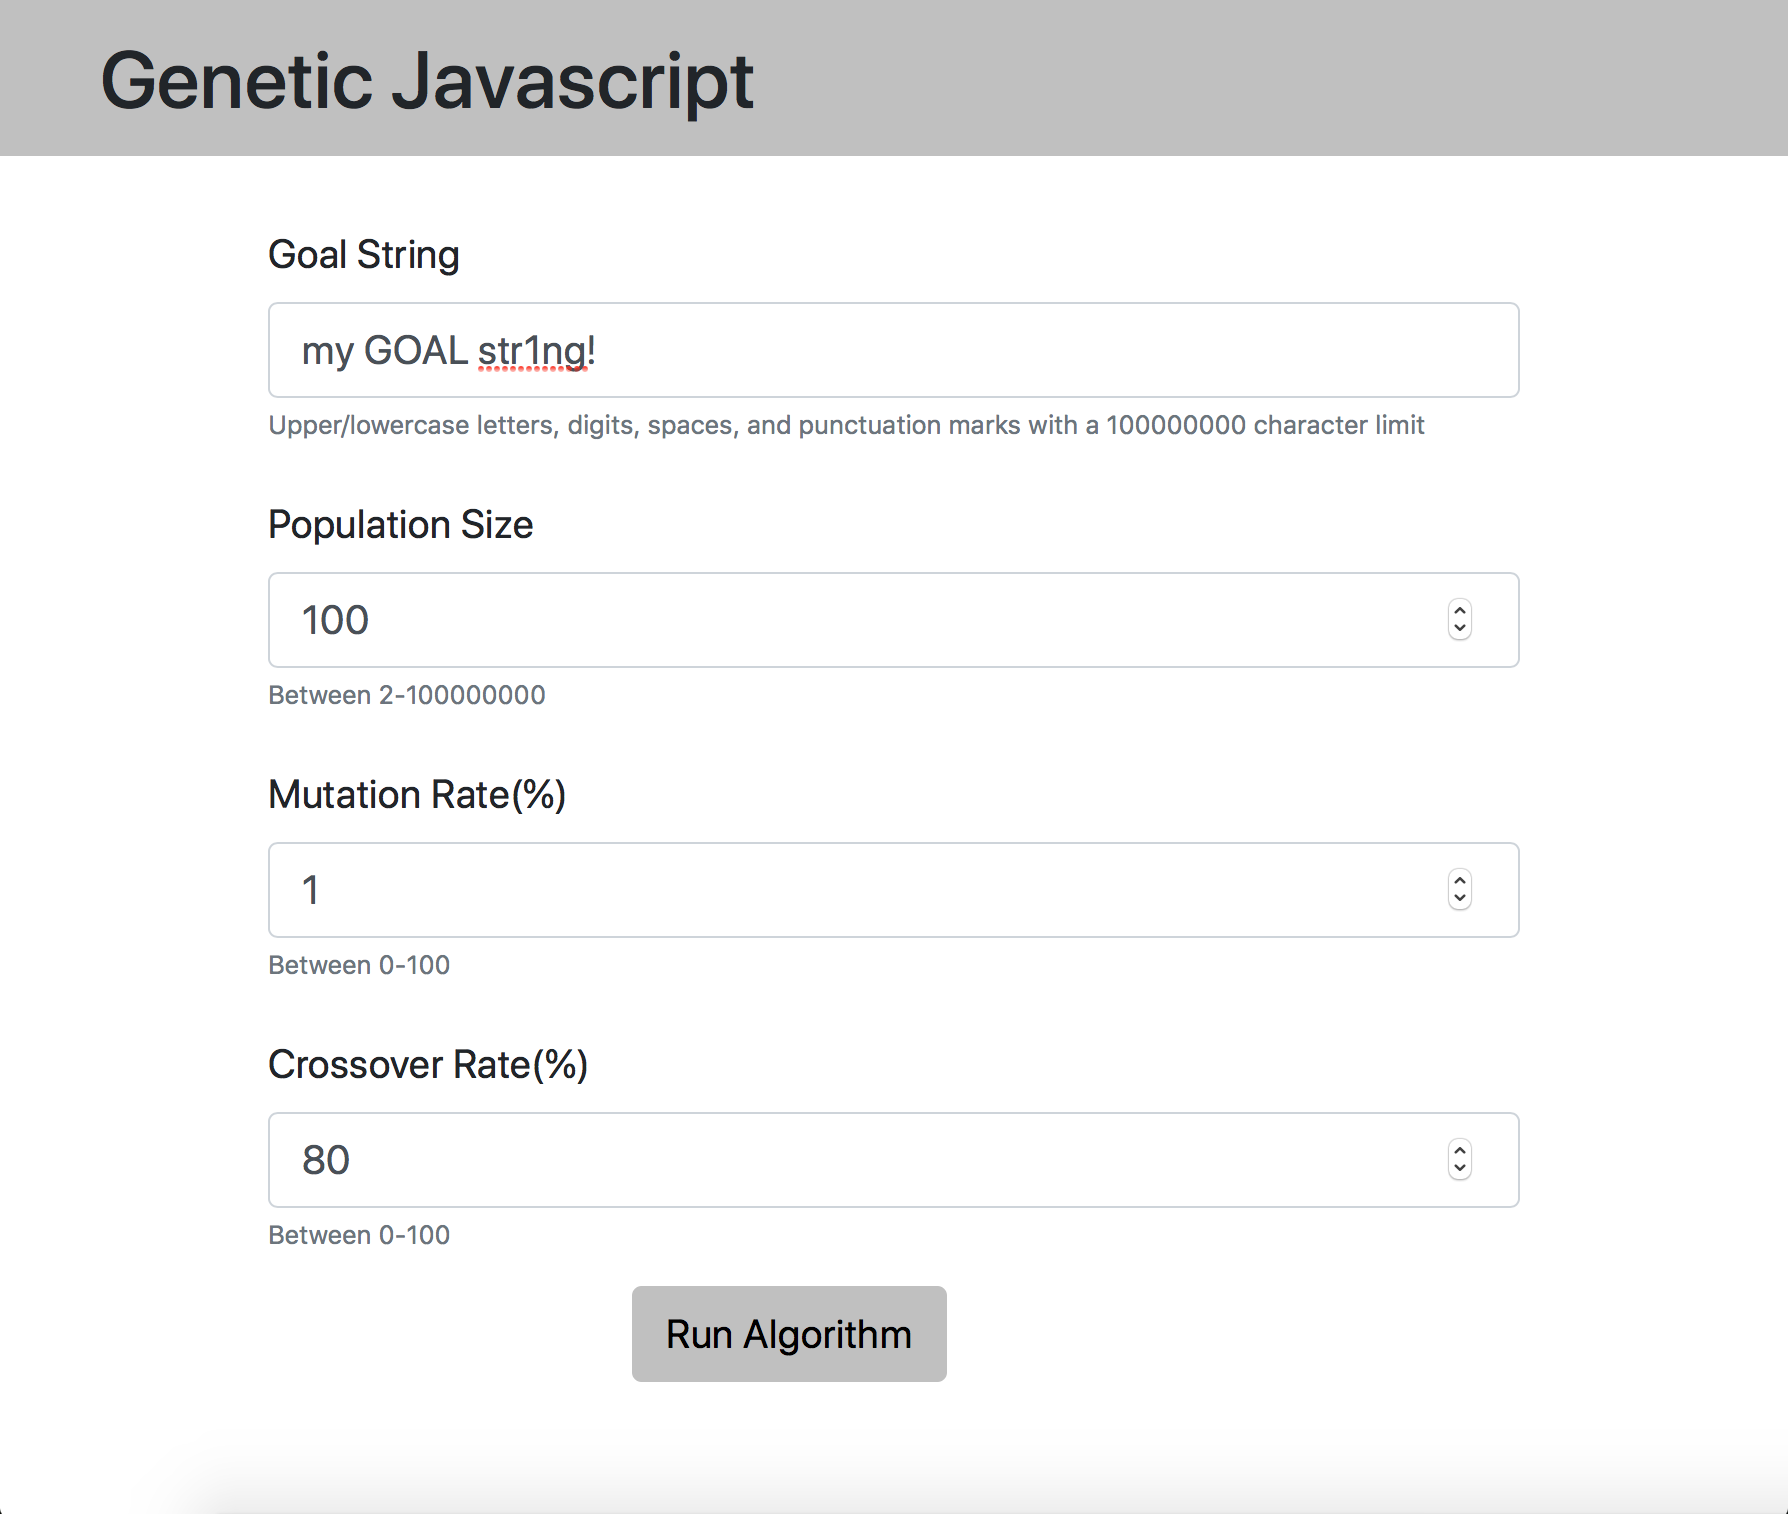 Genetic Javascript
Goal String
my GOAL str1ng!
Upper/lowercase letters, digits, spaces, and punctuation marks with a 100000000 character limit
Population Size
100
Between 2-100000000
Mutation Rate(%)
1
Between 0-100
Crossover Rate(%)
80
Between 0-100
Run Algorithm